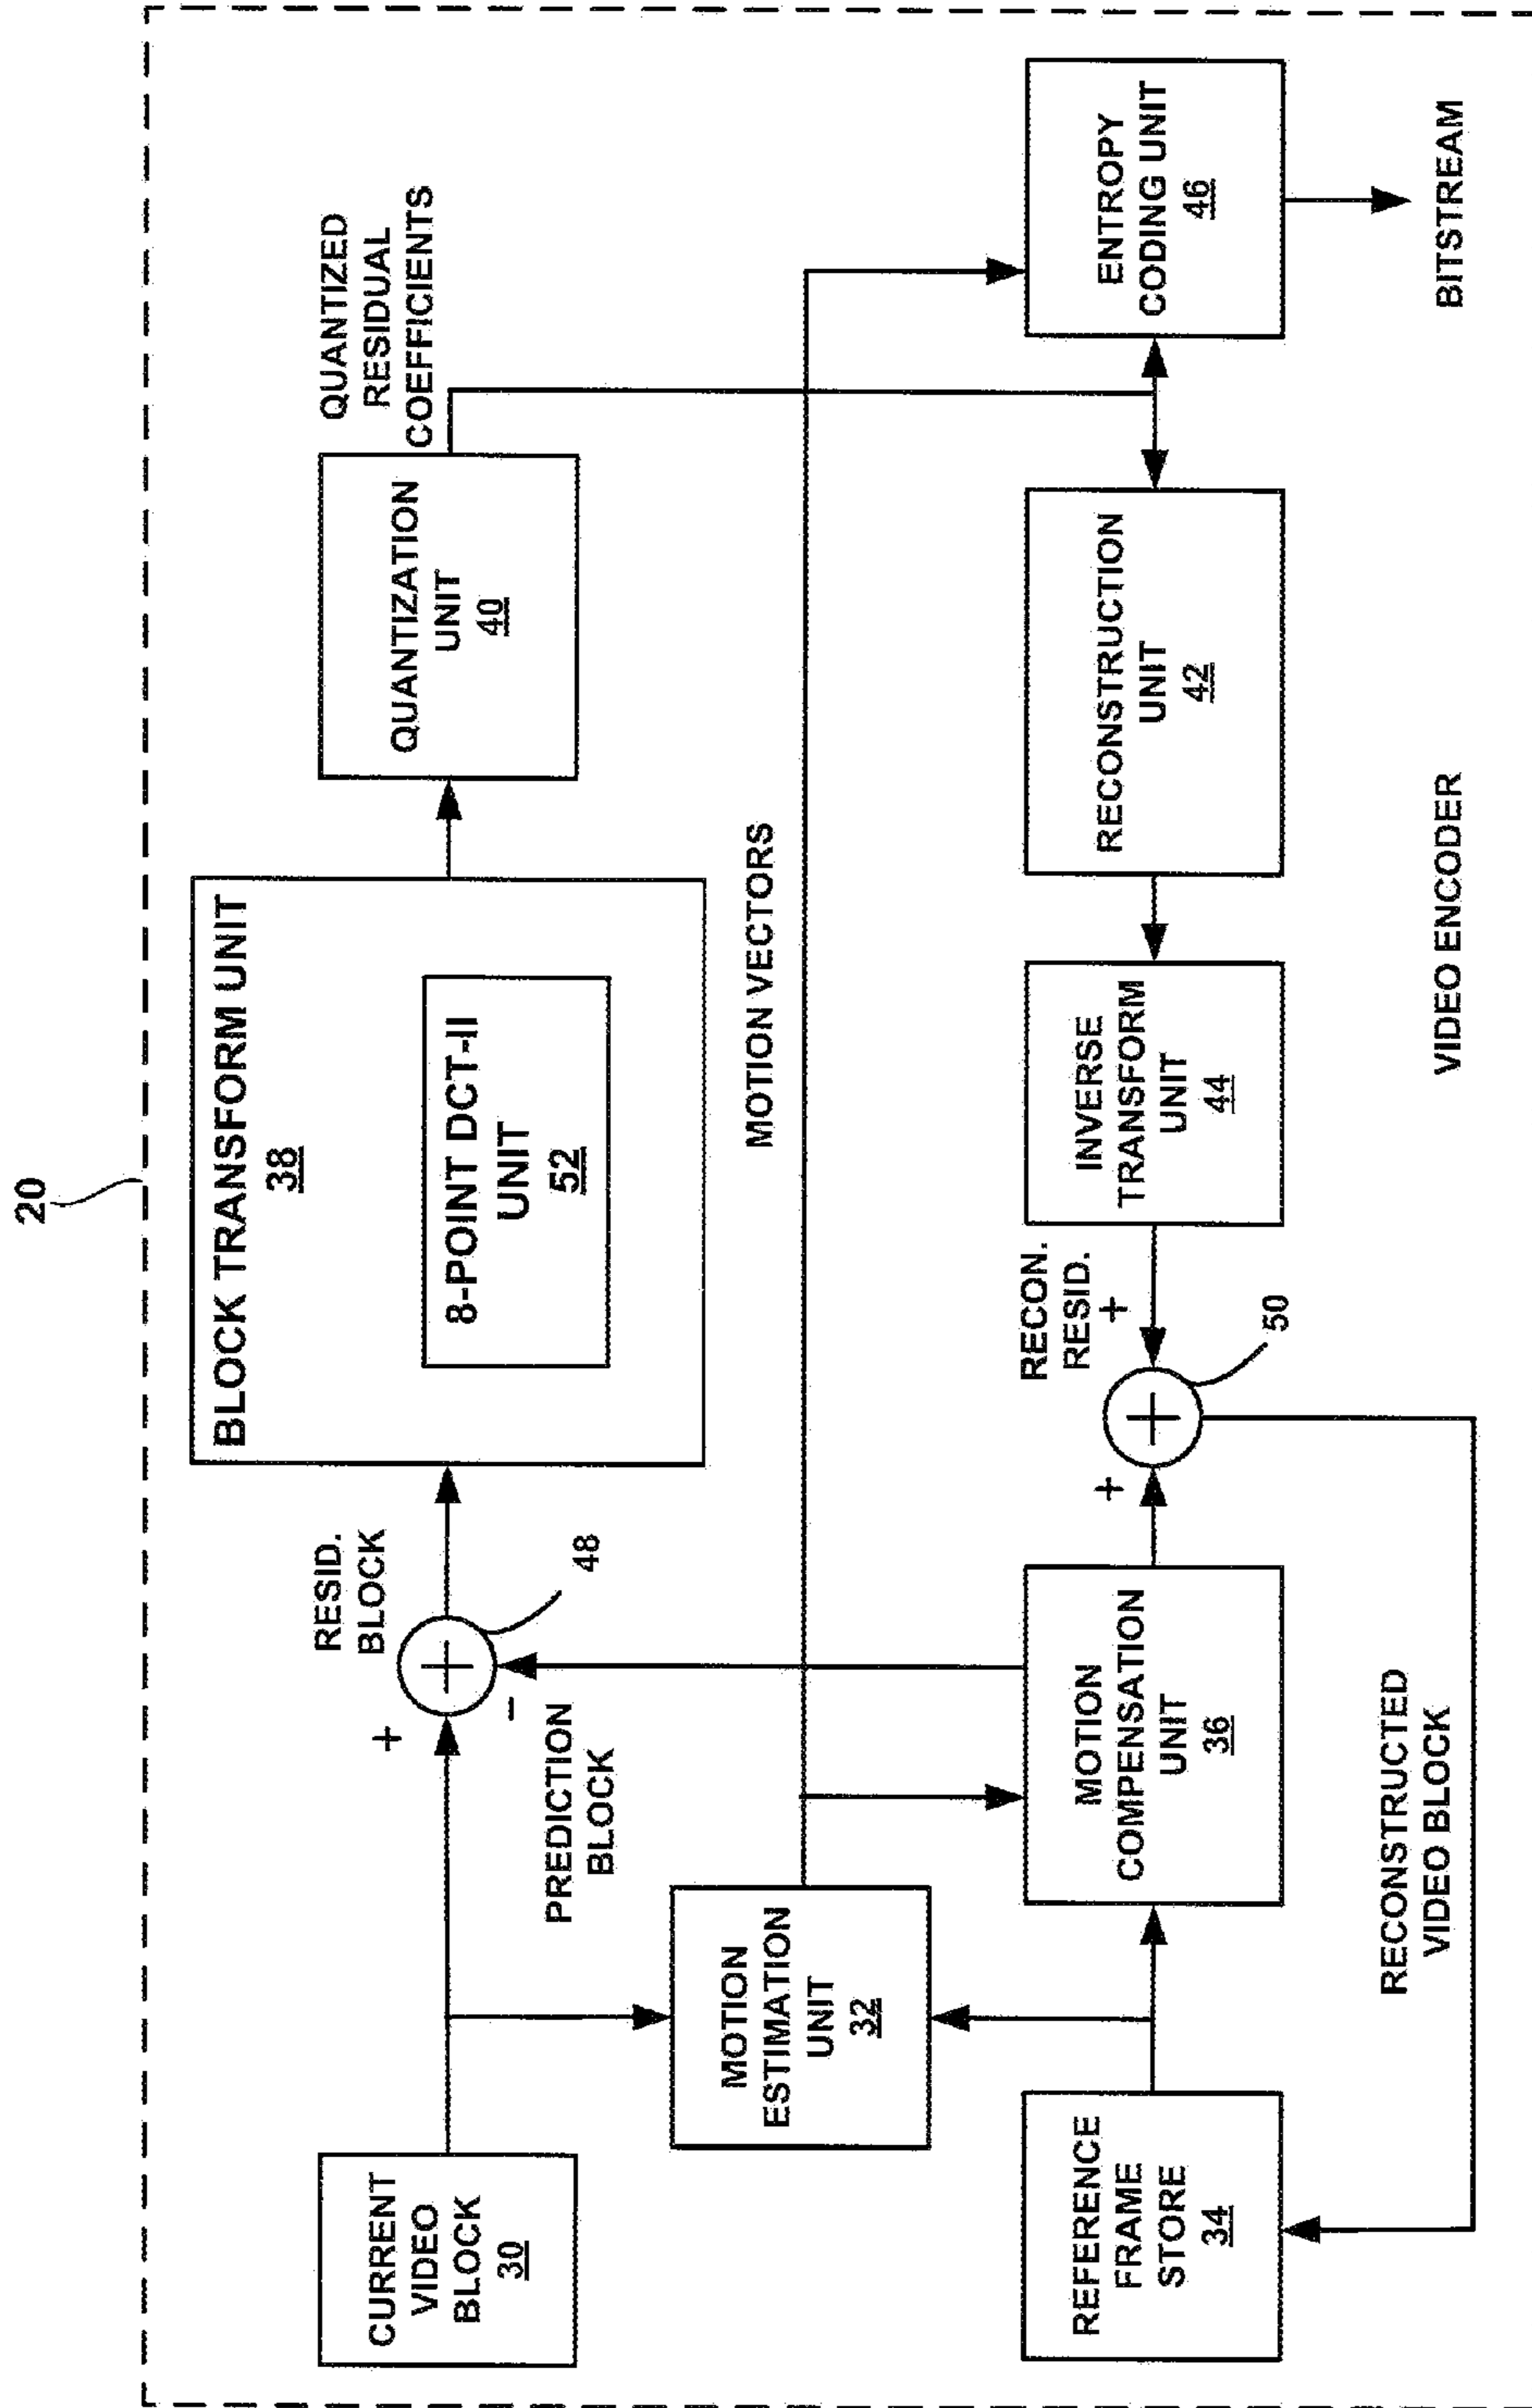 20
BLOCK TRANSFORM UNIT
38
8-POINT DCT-II
UNIT
52
QUANTIZATION
UNIT
40
QUANTIZED
RESIDUAL
COEFFICIENTS
RESID.
BLOCK
48
+
-
CURRENT
VIDEO
BLOCK
30
PREDICTION
BLOCK
MOTION VECTORS
MOTION
ESTIMATION
UNIT
32
REFERENCE
FRAME
STORE
34
MOTION
COMPENSATION
UNIT
36
+
RECON.
RESID.
+
50
INVERSE
TRANSFORM
UNIT
44
RECONSTRUCTION
UNIT
42
ENTROPY
CODING UNIT
46
RECONSTRUCTED
VIDEO BLOCK
VIDEO ENCODER
BITSTREAM